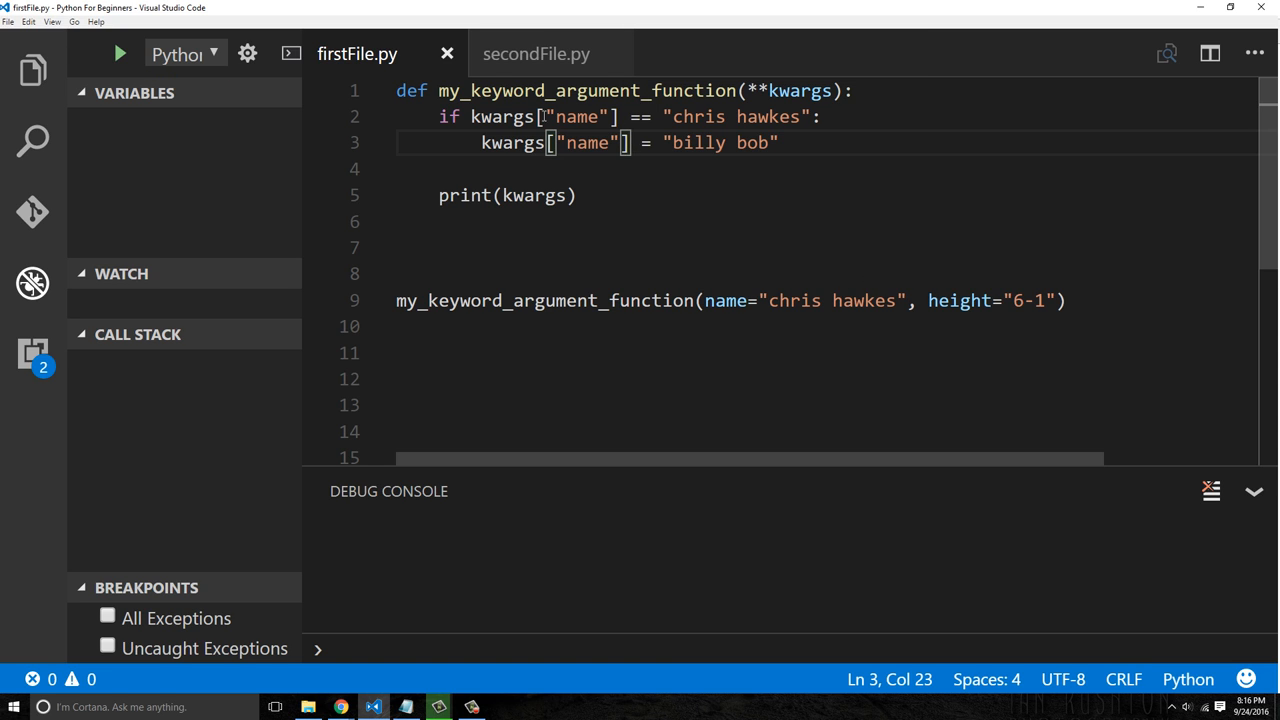 firstFile.py - Python For Beginners - Visual Studio Code
File Edit View Go Help
Pythor
firstFile.py
secondFile.py
VARIABLES
WATCH
CALL STACK
2
BREAKPOINTS
All Exceptions
Uncaught Exceptions
1 def my_keyword_argument_function(**kwargs):
2 if kwargs["name"] == "chris hawkes":
3 kwargs["name"] = "billy bob"
4
5 print(kwargs)
6
7
8
9 my_keyword_argument_function(name="chris hawkes", height="6-1")
10
11
12
13
14
15
DEBUG CONSOLE
0 0
Ln 3, Col 23 Spaces: 4 UTF-8 CRLF Python
I'm Cortana. Ask me anything.
8:16 PM
9/24/2016